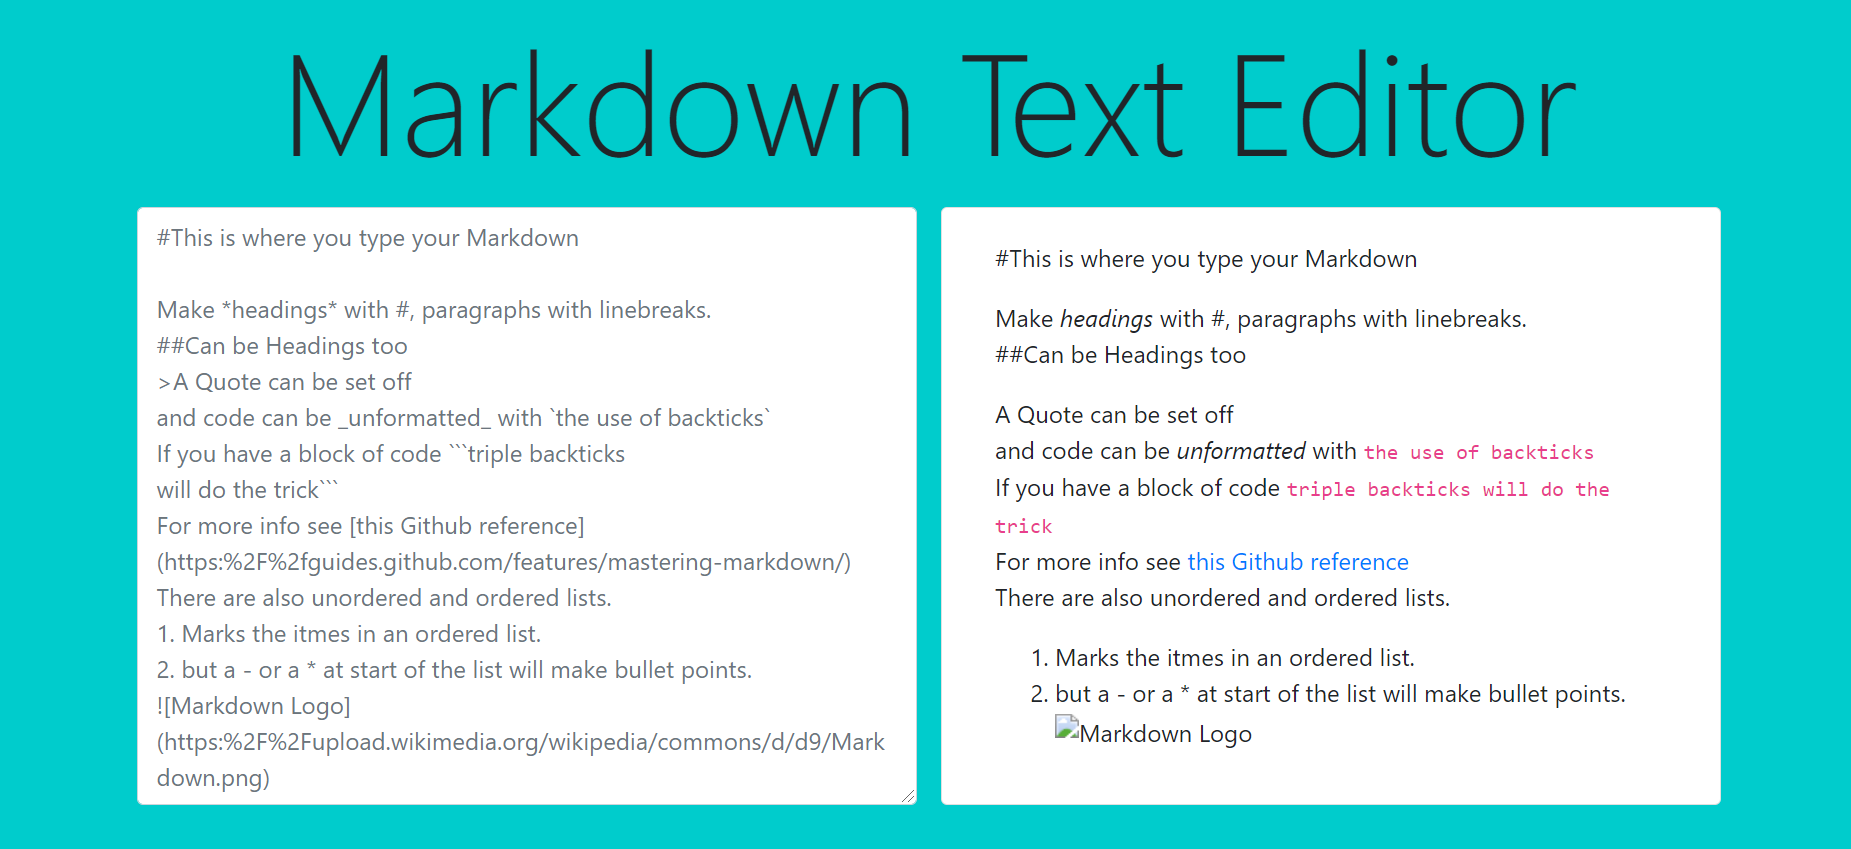 Markdown Text Editor
#This is where you type your Markdown
Make *headings* with #, paragraphs with linebreaks.
##Can be Headings too
>A Quote can be set off
and code can be _unformatted_ with `the use of backticks`
If you have a block of code ```triple backticks
will do the trick```
For more info see [this Github reference]
(https:%2F%2fguides.github.com/features/mastering-markdown/)
There are also unordered and ordered lists.
1. Marks the itmes in an ordered list.
2. but a - or a * at start of the list will make bullet points.
![Markdown Logo]
(https:%2F%2Fupload.wikimedia.org/wikipedia/commons/d/d9/Mark
down.png)
#This is where you type your Markdown
Make headings with #, paragraphs with linebreaks.
##Can be Headings too
A Quote can be set off
and code can be unformatted with the use of backticks
If you have a block of code triple backticks will do the
trick
For more info see this Github reference
There are also unordered and ordered lists.
1. Marks the itmes in an ordered list.
2. but a - or a * at start of the list will make bullet points.
Markdown Logo